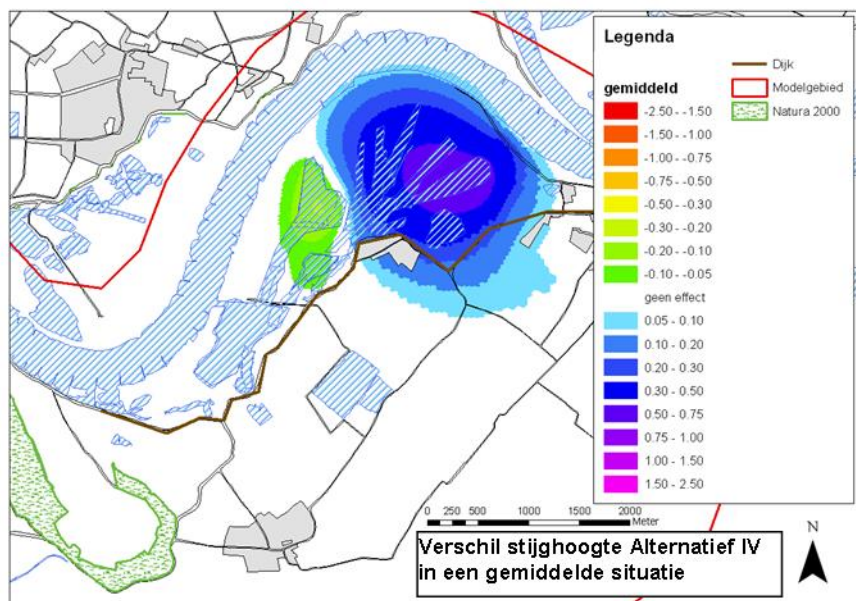 Legenda
gemiddeld
-2.50 - -1.50
-1.50 - -1.00
-1.00 - -0.75
-0.75 - -0.50
-0.50 - -0.30
-0.30 - -0.20
-0.20 - -0.10
-0.10 - -0.05
geen effect
0.05 - 0.10
0.10 - 0.20
0.20 - 0.30
0.30 - 0.50
0.50 - 0.75
0.75 - 1.00
1.00 - 1.50
1.50 - 2.50
Dijk
Modelgebied
Natura 2000
0 250 500 1000 1500 2000
Meter
Verschil stijghoogte Alternatief IV
in een gemiddelde situatie
N